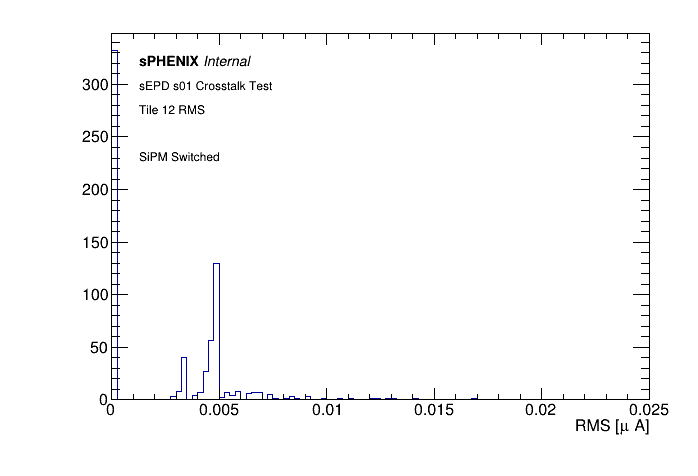 sPHENIX Internal
sEPD s01 Crosstalk Test
Tile 12 RMS
SiPM Switched
300
250
200
150
100
50
0
0 0.005 0.01 0.015 0.02 0.025
RMS [μ A]